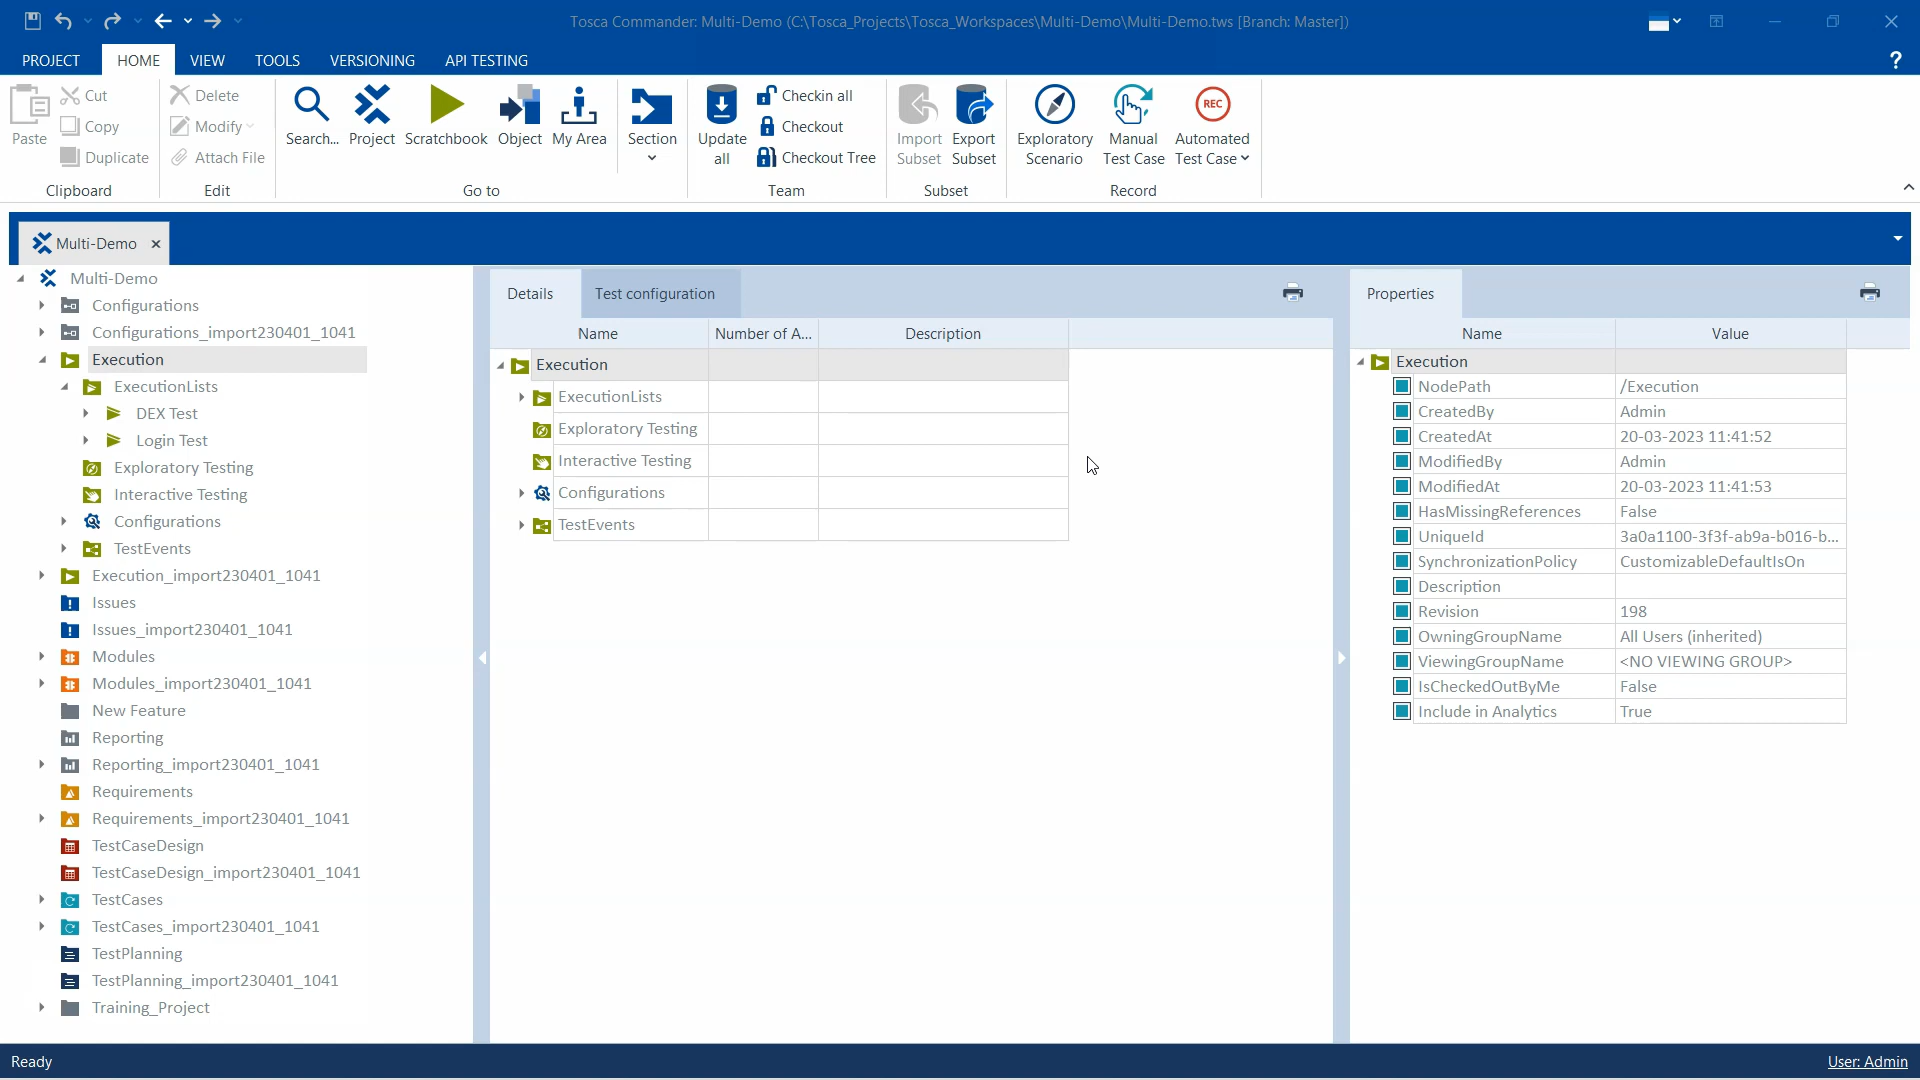 Tosca Commander: Multi-Demo (C:\Tosca_Projects\Tosca_Workspaces\Multi-Demo\Multi-Demo.tws [Branch: Master])
PROJECT HOME VIEW TOOLS VERSIONING API TESTING ?
Paste Cut Copy Duplicate
Clipboard
Delete Modify Attach File
Edit
Search... Project Scratchbook Object My Area Section
Go to
Update all Checkin all Checkout Checkout Tree
Team
Import Subset Export Subset
Subset
Exploratory Scenario Manual Test Case REC Automated Test Case
Record
Multi-Demo
Multi-Demo
Configurations
Configurations_import230401_1041
Execution
ExecutionLists
DEX Test
Login Test
Exploratory Testing
Interactive Testing
Configurations
TestEvents
Execution_import230401_1041
Issues
Issues_import230401_1041
Modules
Modules_import230401_1041
New Feature
Reporting
Reporting_import230401_1041
Requirements
Requirements_import230401_1041
TestCaseDesign
TestCaseDesign_import230401_1041
TestCases
TestCases_import230401_1041
TestPlanning
TestPlanning_import230401_1041
Training_Project
Details Test configuration
Name Number of A... Description
Execution
ExecutionLists
Exploratory Testing
Interactive Testing
Configurations
TestEvents
Properties
Name Value
Execution
NodePath /Execution
CreatedBy Admin
CreatedAt 20-03-2023 11:41:52
ModifiedBy Admin
ModifiedAt 20-03-2023 11:41:53
HasMissingReferences False
UniqueId 3a0a1100-3f3f-ab9a-b016-b...
SynchronizationPolicy CustomizableDefaultIsOn
Description
Revision 198
OwningGroupName All Users (inherited)
ViewingGroupName <NO VIEWING GROUP>
IsCheckedOutByMe False
Include in Analytics True
Ready User: Admin